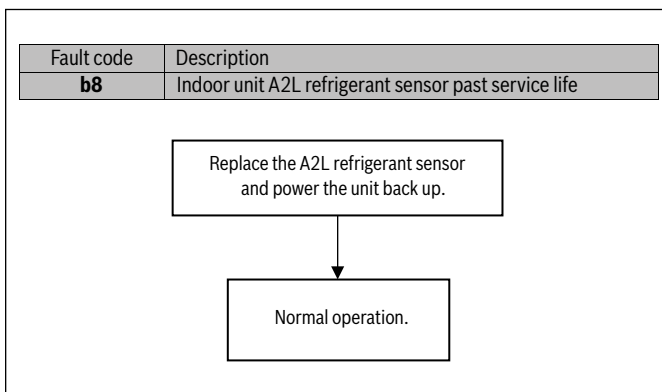 Fault code Description
b8 Indoor unit A2L refrigerant sensor past service life
Replace the A2L refrigerant sensor
and power the unit back up.
Normal operation.